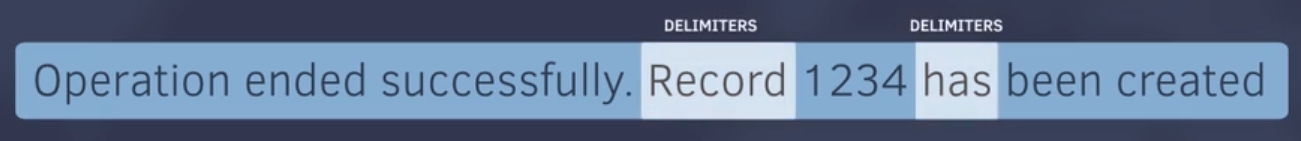 DELIMITERS DELIMITERS
Operation ended successfully. Record 1234 has been created